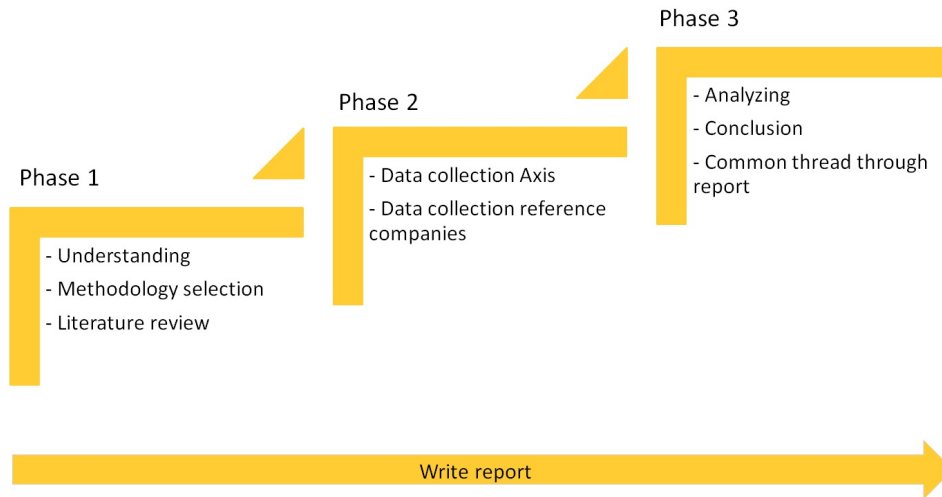 Phase 1
- Understanding
- Methodology selection
- Literature review
Phase 2
- Data collection Axis
- Data collection reference
companies
Phase 3
- Analyzing
- Conclusion
- Common thread through
report
Write report